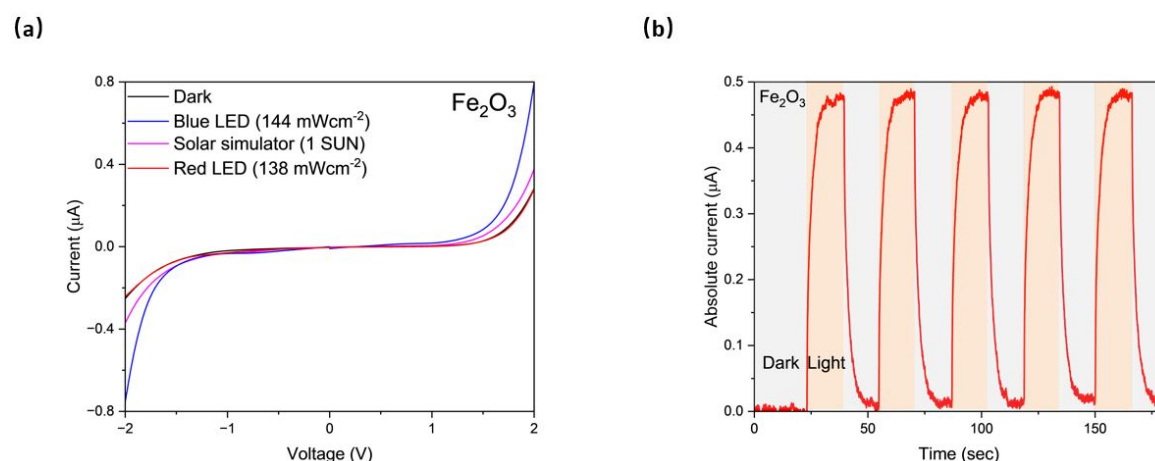 (a)
(b)
0.8
0.4
0.0
−0.4
−0.8
Current (μA)
Dark
Blue LED (144 mWcm⁻²)
Solar simulator (1 SUN)
Red LED (138 mWcm⁻²)
Fe₂O₃
−2
−1
0
1
2
Voltage (V)
0.5
0.4
0.3
0.2
0.1
0.0
Absolute current (μA)
Fe₂O₃
Dark Light
0
50
100
150
Time (sec)